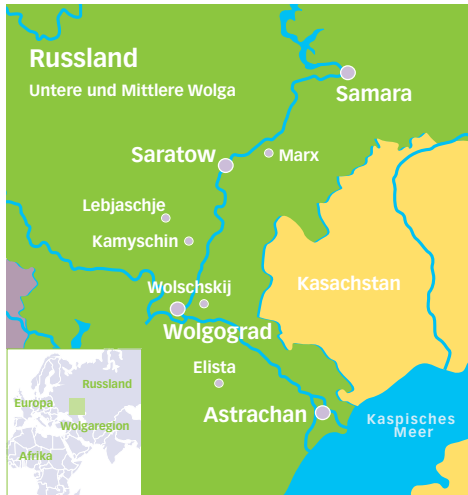 Russland
Untere und Mittlere Wolga
Samara
Saratow
Marx
Lebjaschje
Kamyschin
Kasachstan
Wolschskij
Wolgograd
Elista
Astrachan
Kaspisches
Meer
Russland
Europa
Wolgaregion
Afrika